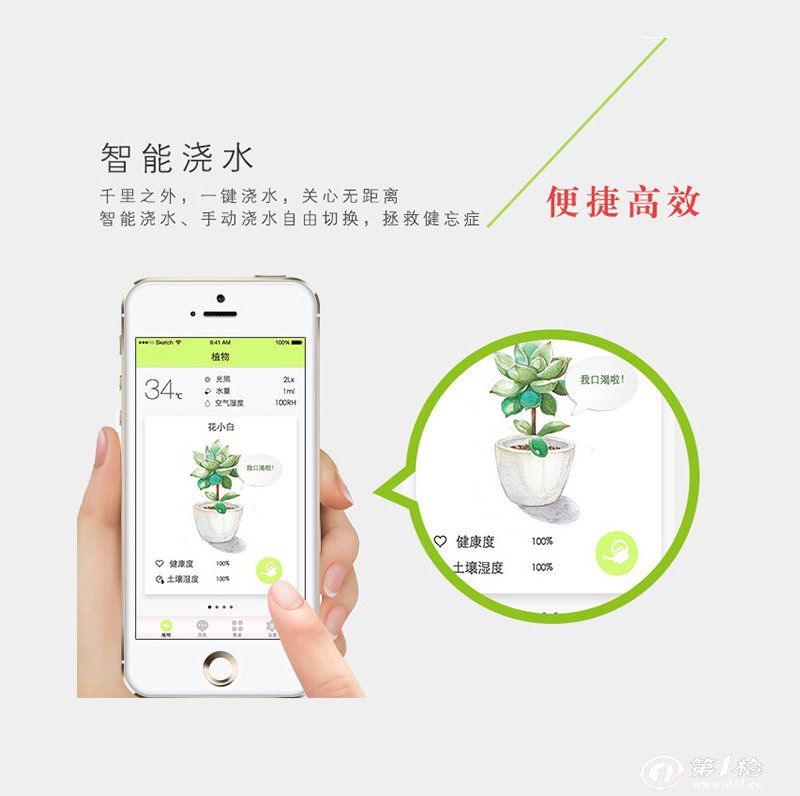 智能浇水
千里之外，一键浇水，关心无距离
智能浇水、手动浇水自由切换，拯救健忘症
便捷高效
Sketch 9:41 AM 100%
植物
34℃
光照 2Lx
水量 1ml
空气湿度 100RH
花小白
我口渴啦！
健康度 100%
土壤湿度 100%
植物 消息
我口渴啦！
健康度 100%
土壤湿度 100%
第1枪
www.d17.cc